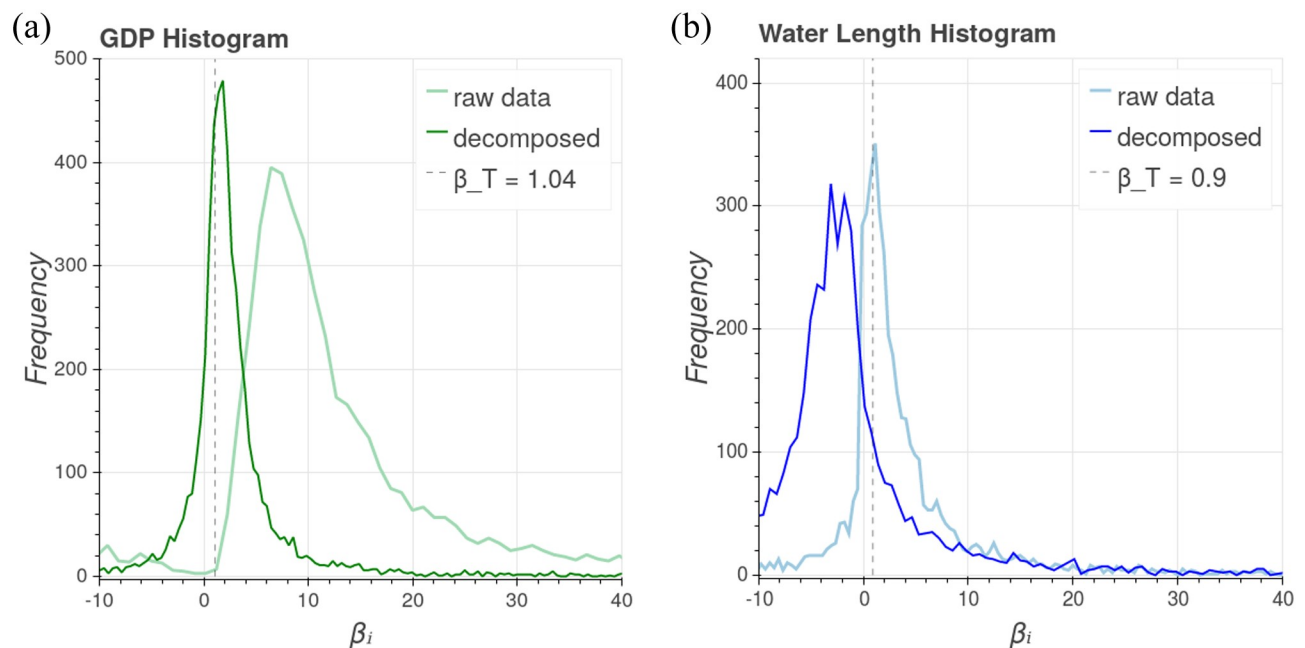 (a)
GDP Histogram
500
400
300
200
100
0
Frequency
-10
0
10
20
30
40
βᵢ
raw data
decomposed
β_T = 1.04
(b)
Water Length Histogram
400
300
200
100
0
Frequency
-10
0
10
20
30
40
βᵢ
raw data
decomposed
β_T = 0.9